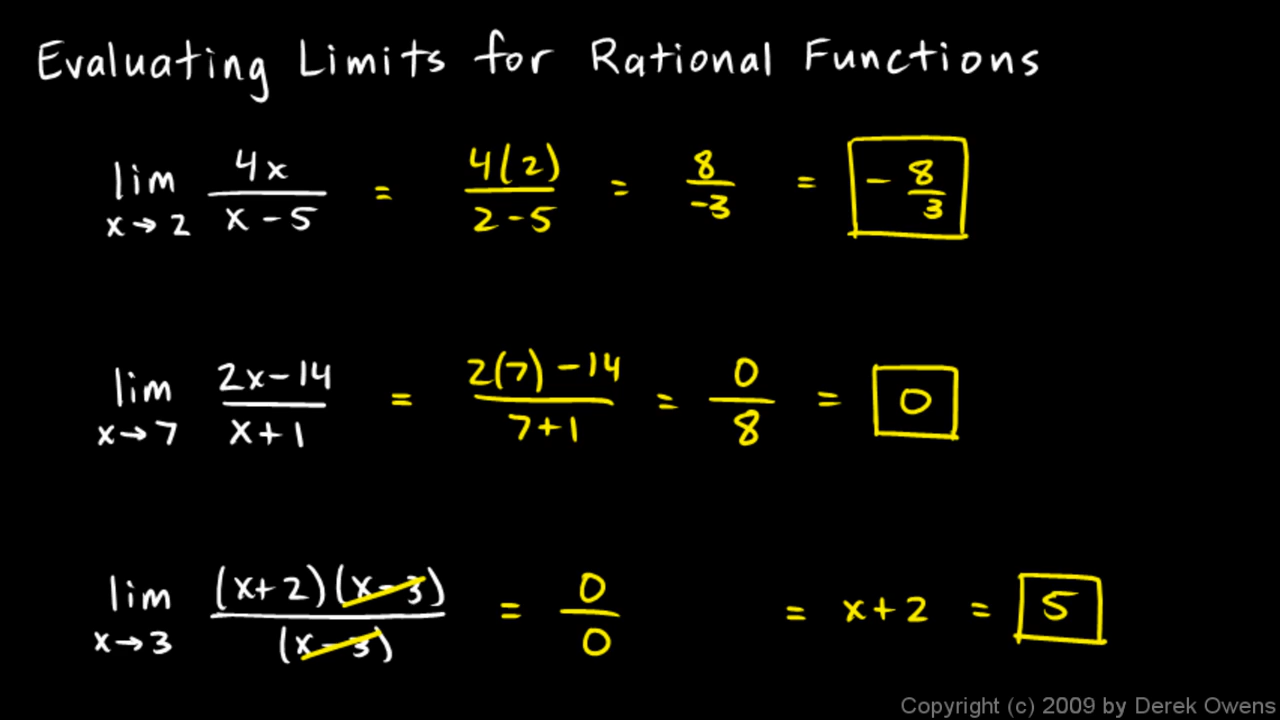 Evaluating Limits for Rational Functions
lim x→2 4x / x-5 = 4(2) / 2-5 = 8 / -3 = - 8/3
lim x→7 2x-14 / x+1 = 2(7)-14 / 7+1 = 0 / 8 = 0
lim x→3 (x+2)(x-3) / (x-3) = 0 / 0 = x+2 = 5
Copyright (c) 2009 by Derek Owens